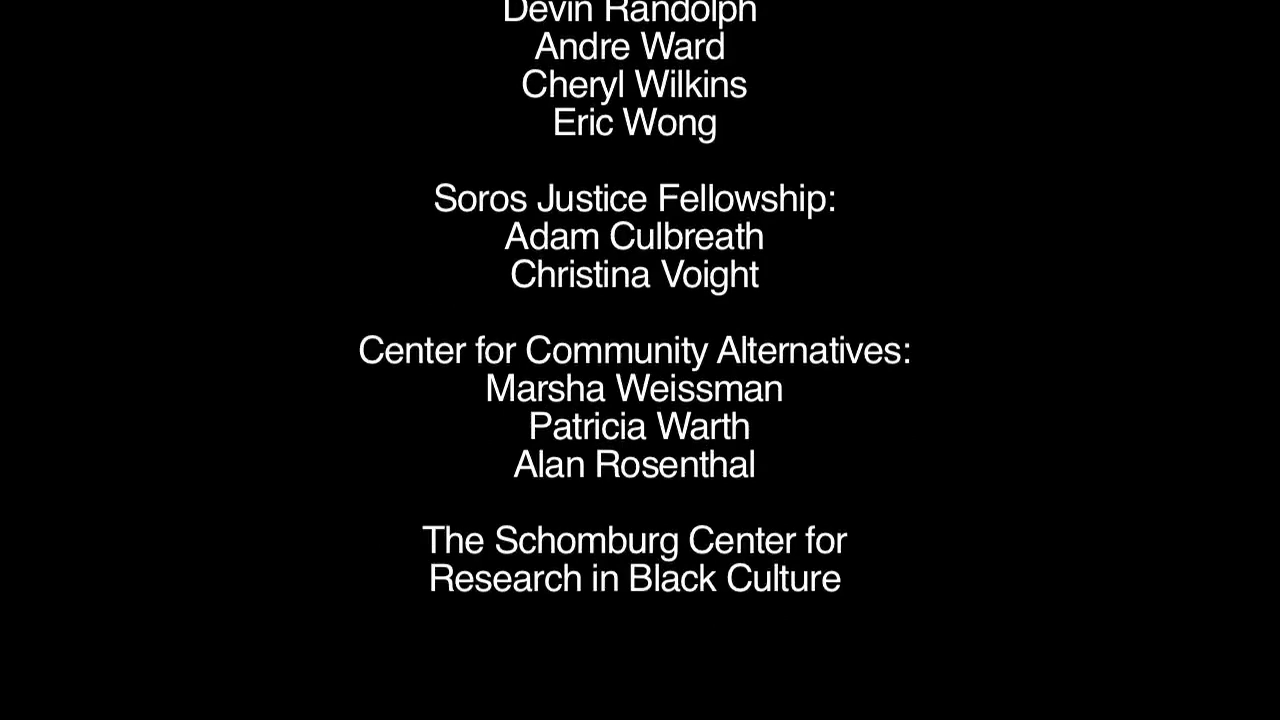 Devin Randolph
Andre Ward
Cheryl Wilkins
Eric Wong
Soros Justice Fellowship:
Adam Culbreath
Christina Voight
Center for Community Alternatives:
Marsha Weissman
Patricia Warth
Alan Rosenthal
The Schomburg Center for
Research in Black Culture